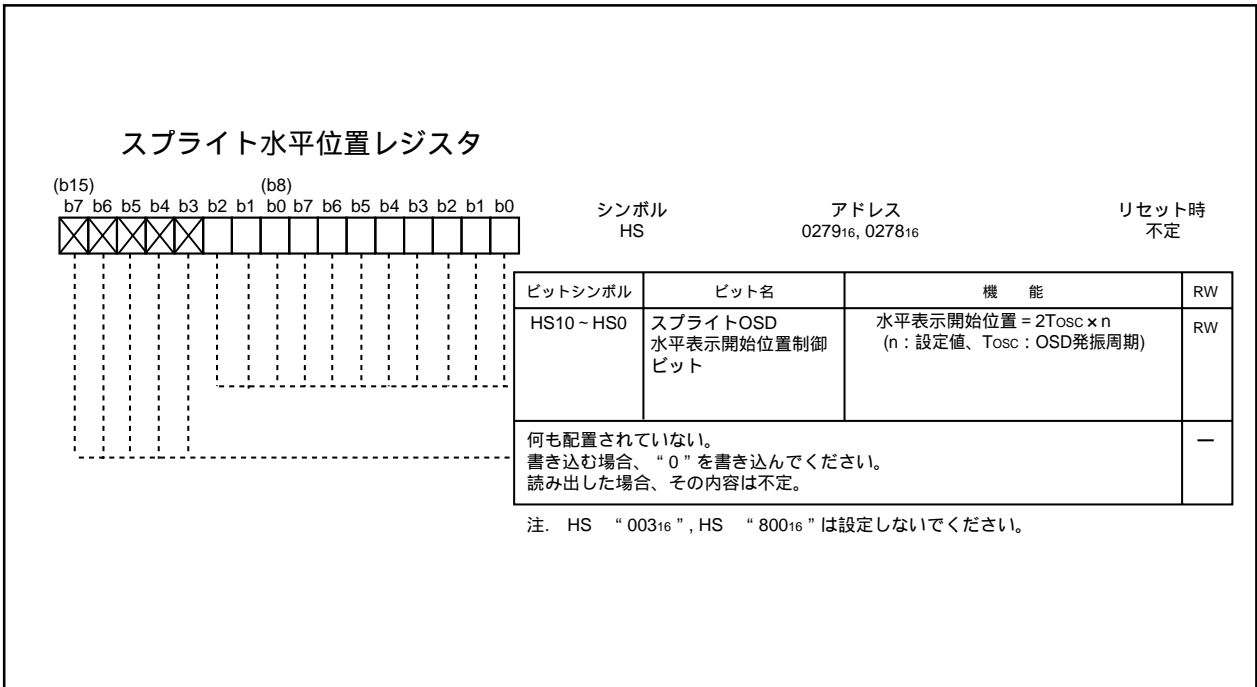 スプライト水平位置レジスタ
(b15) (b8)
b7 b6 b5 b4 b3 b2 b1 b0 b7 b6 b5 b4 b3 b2 b1 b0
シンボル アドレス リセット時
HS 027916, 027816 不定
ビットシンボル ビット名 機 能 RW
HS10 ~ HS0 スプライトOSD 水平表示開始位置 = 2Tosc × n RW
水平表示開始位置制御 (n:設定値、Tosc:OSD発振周期)
ビット
何も配置されていない。 ー
書き込む場合、“ 0 ” を書き込んでください。
読み出した場合、その内容は不定。
注. HS “ 00316 ” , HS “ 80016 ” は設定しないでください。